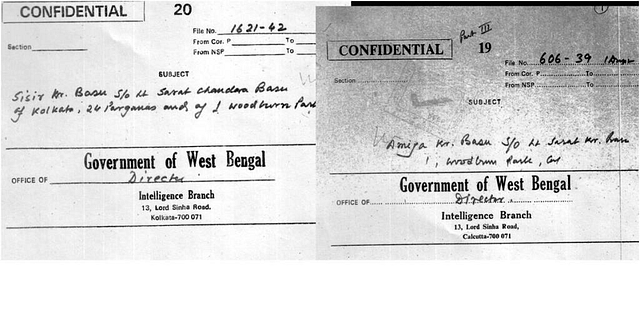 CONFIDENTIAL
20
File No. 1621-42
Section
From Cor. P To
From NSP To
SUBJECT
Sisir Kr. Basu S/o Lt Sarat Chandra Basu
of Kolkata, 24 Parganas and of 1 Woodburn Park
Government of West Bengal
OFFICE OF Director
Intelligence Branch
13, Lord Sinha Road,
Kolkata-700 071
CONFIDENTIAL
Part III
19
1
File No. 606-39
Section
From Cor. P. To
From NSP To
SUBJECT
Amiya Kr. Basu S/o Lt Sarat Kr. Basu
1, Woodburn Park, Cal
Government of West Bengal
OFFICE OF Director
Intelligence Branch
13, Lord Sinha Road,
Calcutta-700 071